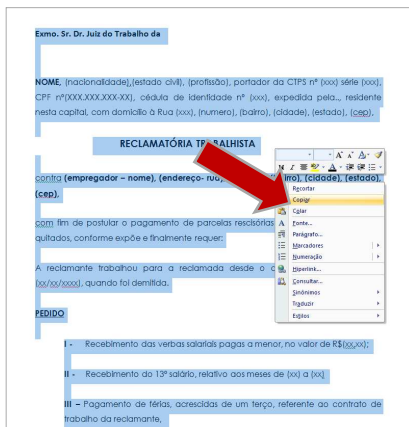 Exmo. Sr. Dr. Juiz do Trabalho da
NOME, (nacionalidade),(estado civil), (profissão), portador da CTPS nº (xxx) série (xxx),
CPF nº(XXX.XXX.XXX-XX), cédula de identidade nº (xxx), expedida pela.., residente
nesta capital, com domicílio à Rua (xxx), (numero), (bairro), (cidade), (estado), (cep),
RECLAMATÓRIA TRABALHISTA
contra (empregador – nome), (endereço- rua), (cidade), (estado),
(cep),
com fim de postular o pagamento de parcelas rescisórias
quitados, conforme expõe e finalmente requer:
A reclamante trabalhou para a reclamada desde o
(xx/xx/xxxx), quando foi demitida.
PEDIDO
I - Recebimento das verbas salariais pagas a menor, no valor de R$(xx,xx);
II - Recebimento do 13º salário, relativo aos meses de (xx) a (xx)
III – Pagamento de férias, acrescidas de um terço, referente ao contrato de
trabalho da reclamante,
Recortar
Copiar
Colar
Fonte...
Parágrafo...
Marcadores
Numeração
Hiperlink...
Consultar...
Sinônimos
Traduzir
Estilos